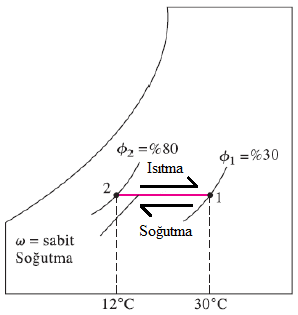 ϕ₂ =%80
ϕ₁ =%30
Isıtma
2
1
Soğutma
ω = sabit
Soğutma
12°C
30°C